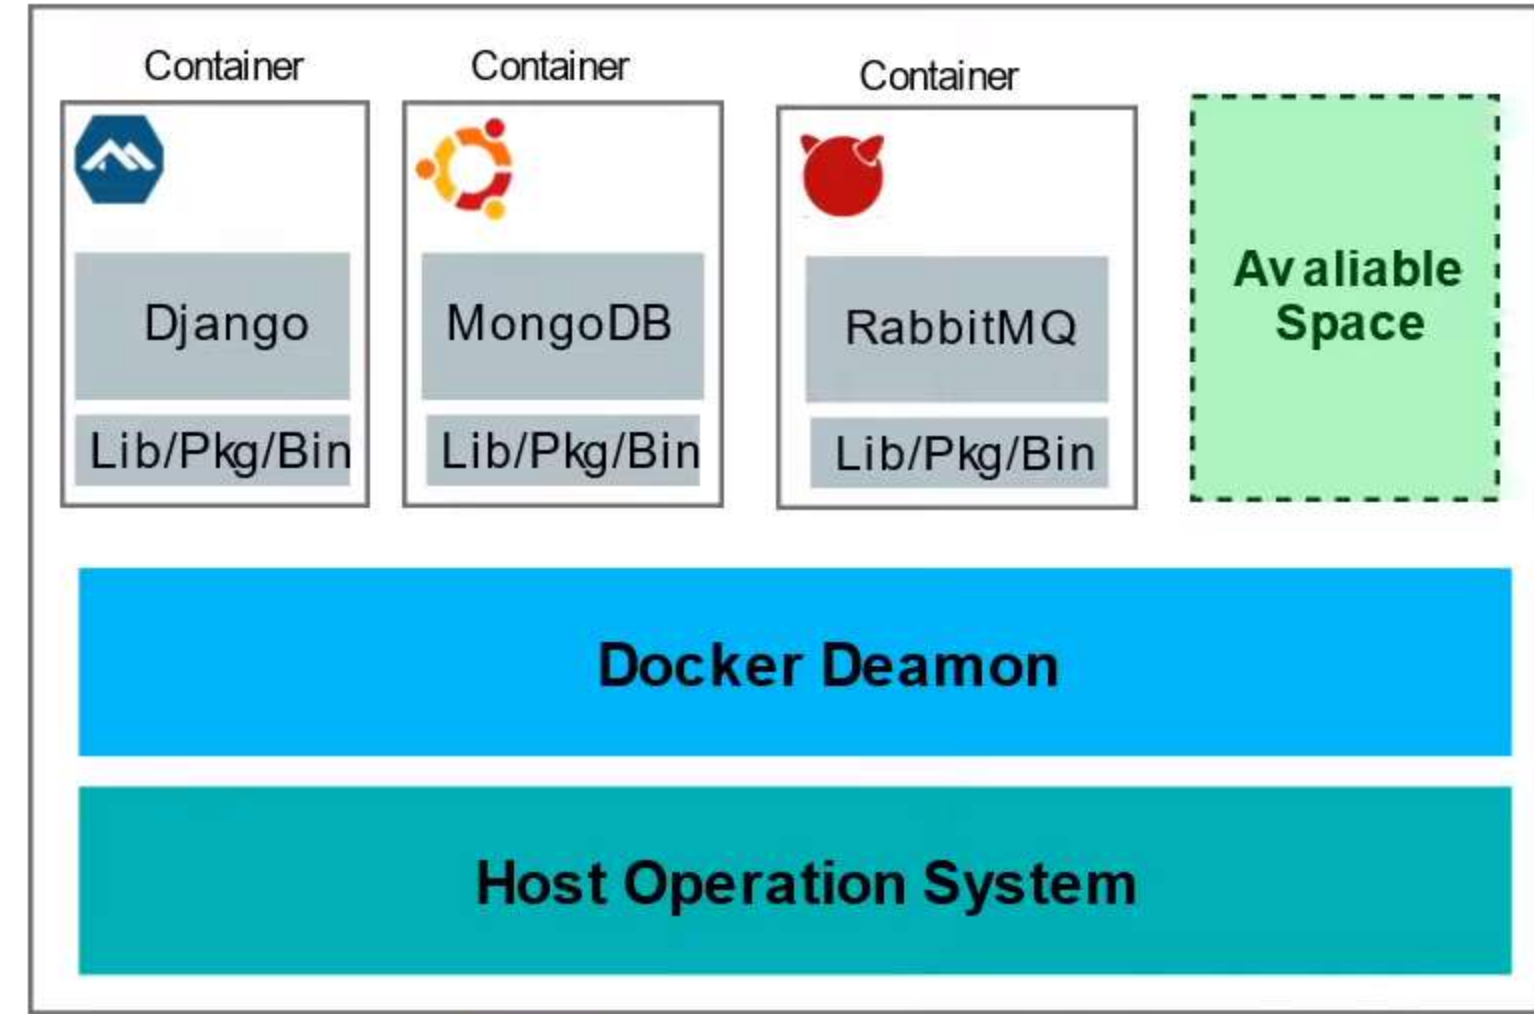 Container
Container
Container
Django
MongoDB
RabbitMQ
Avaliable
Space
Lib/Pkg/Bin
Lib/Pkg/Bin
Lib/Pkg/Bin
Docker Deamon
Host Operation System